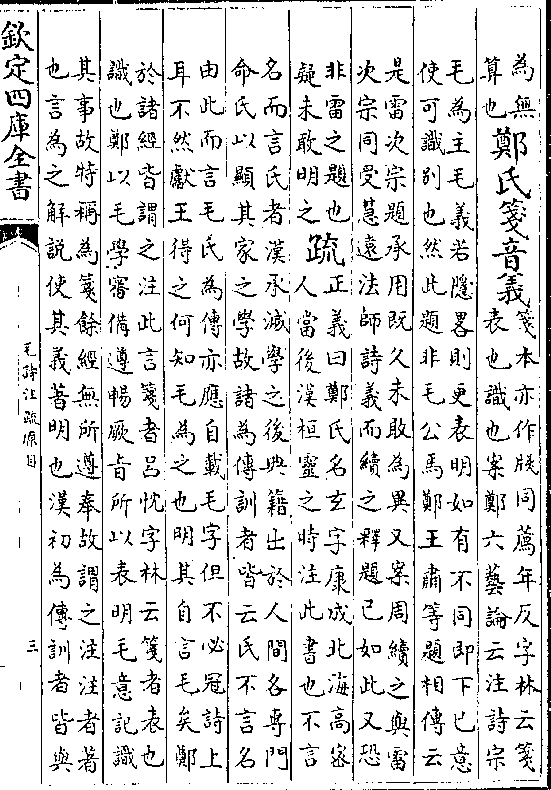 為無
算也鄭氏箋音義箋本亦作牋同薦年反字林云箋
表也識也案鄭六藝論云注詩宗
毛為主毛義若隱畧則更表明如有不同即下已意
使可識别也然此題非毛公馬鄭王肅等題相傳云
是雷次宗題承用既久未敢為異又案周續之與雷
次宗同受慧逺法師詩義而續之釋題已如此又恐
非雷之題也
疑未敢明之疏正義曰鄭氏名玄字康成北海高密
人當後漢桓靈之時注此書也不言
名而言氏者漢承滅學之後典籍出於人間各専門
命氏以顯其家之學故諸為傳訓者皆云氏不言名
由此而言毛氏為傳亦應自載毛字但不必冠詩上
耳不然獻王得之何知毛為之也明其自言毛矣鄭
於諸經皆謂之注此言箋者吕忱字林云箋者表也
識也鄭以毛學審備遵暢厥旨所以表明毛意記識
其事故特稱為箋餘經無所遵奉故謂之注注者著
也言為之解説使其義著明也漢初為傳訓者皆與
欽定四庫全書
毛詩注疏原目
三